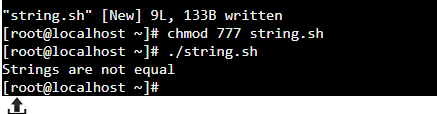 "string.sh" [New] 9L, 133B written
[root@localhost ~]# chmod 777 string.sh
[root@localhost ~]# ./string.sh
Strings are not equal
[root@localhost ~]#